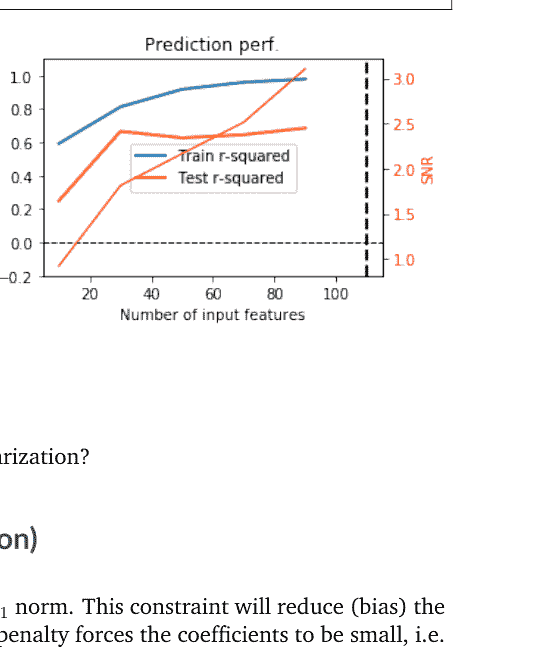 Prediction perf.
1.0
0.8
0.6
0.4
0.2
0.0
−0.2
3.0
2.5
2.0
1.5
1.0
SNR
Train r-squared
Test r-squared
20 40 60 80 100
Number of input features
arization?
on)
1 norm. This constraint will reduce (bias) the
penalty forces the coefficients to be small, i.e.